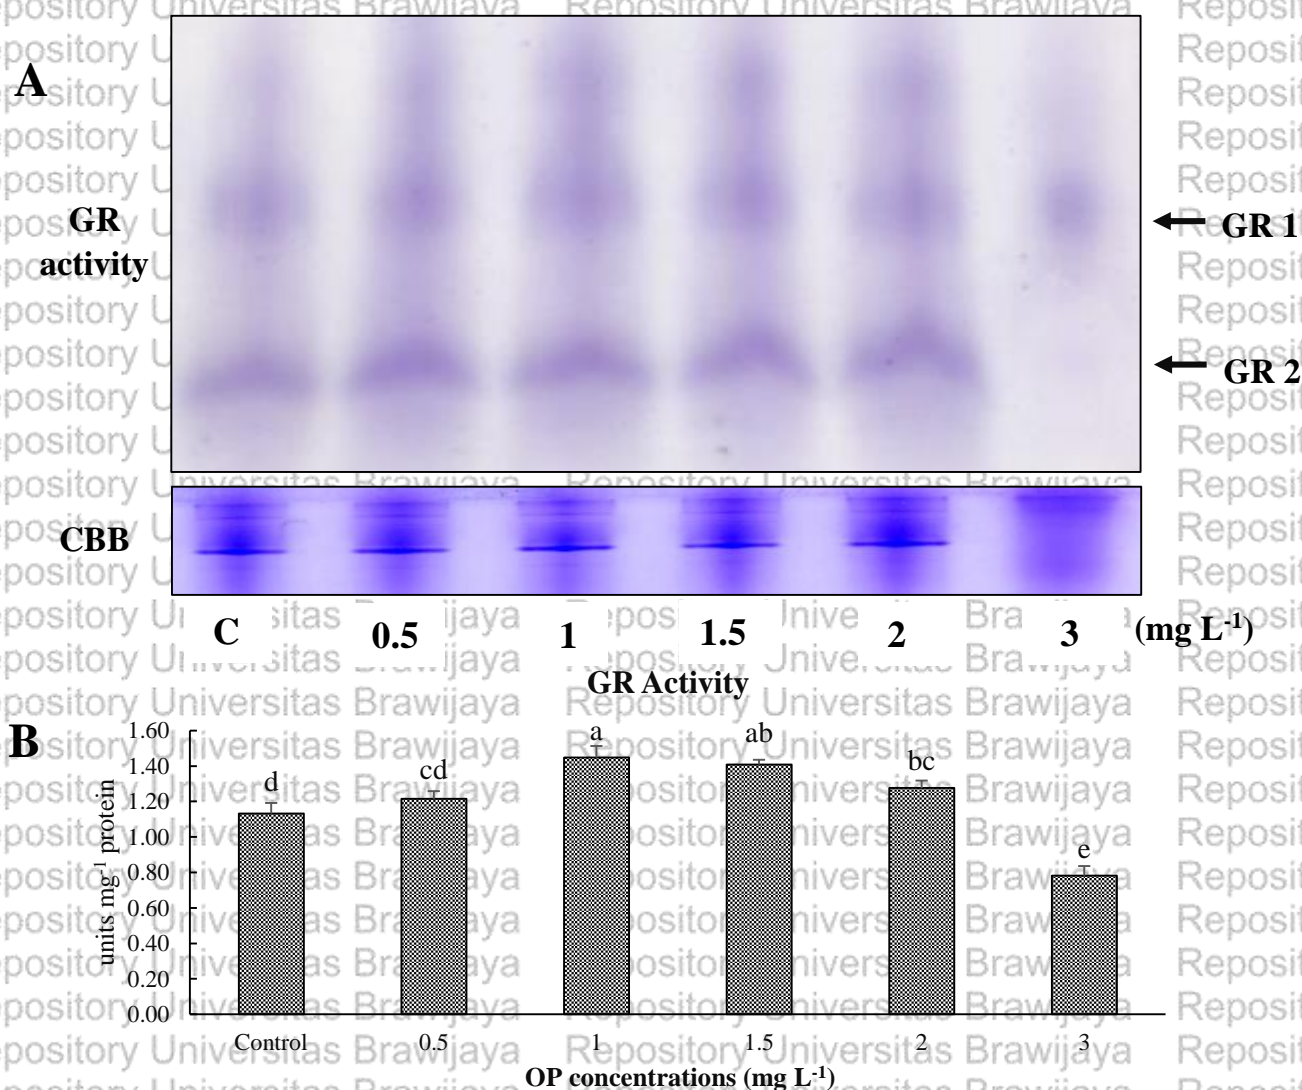 A
GR
activity
GR 1
GR 2
CBB
C 0.5 1 1.5 2 3 (mg L-1)
GR Activity
B
units mg-1 protein
1.60
1.40
1.20
1.00
0.80
0.60
0.40
0.20
0.00
d cd a ab bc e
Control 0.5 1 1.5 2 3
OP concentrations (mg L-1)
Repository Universitas Brawijaya